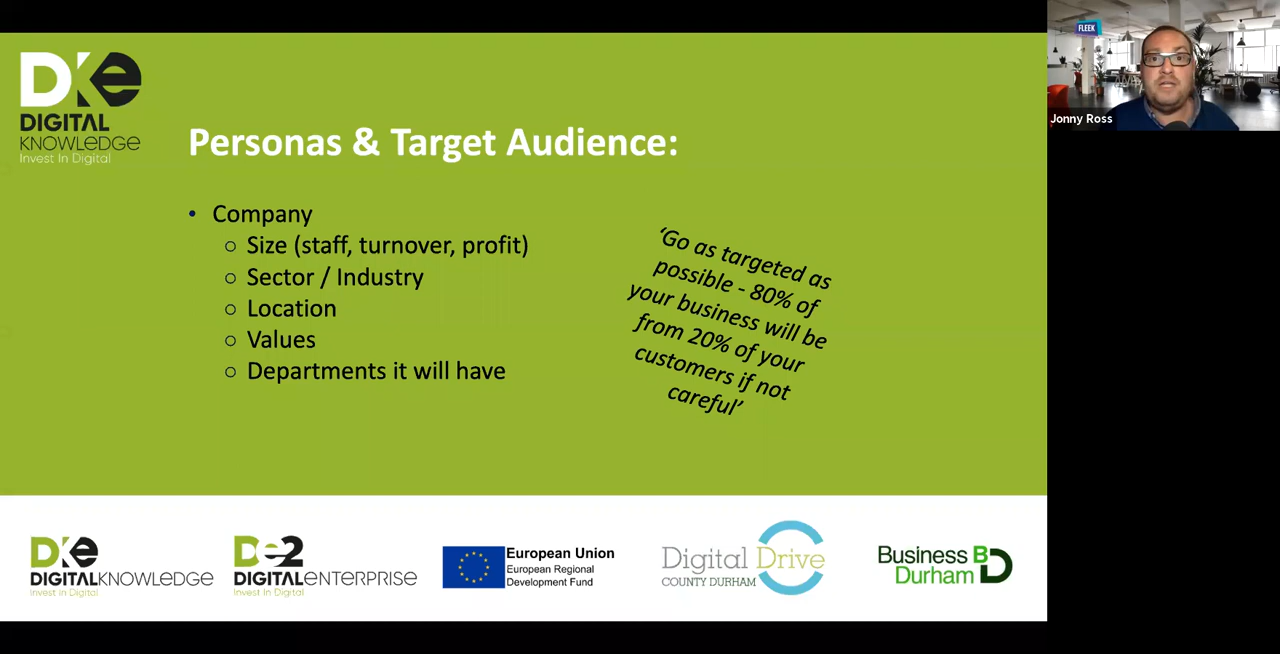 DKe
DIGITAL
KNOWLEDGE
Invest In Digital
Personas & Target Audience:
• Company
○ Size (staff, turnover, profit)
○ Sector / Industry
○ Location
○ Values
○ Departments it will have
‘Go as targeted as
possible - 80% of
your business will be
from 20% of your
customers if not
careful’
FLEEK
Jonny Ross
DKe
DIGITALKNOWLEDGE
Invest In Digital
De2
DIGITALENTERPRISE
Invest In Digital
European Union
European Regional
Development Fund
Digital Drive
COUNTY DURHAM
Business BD
Durham